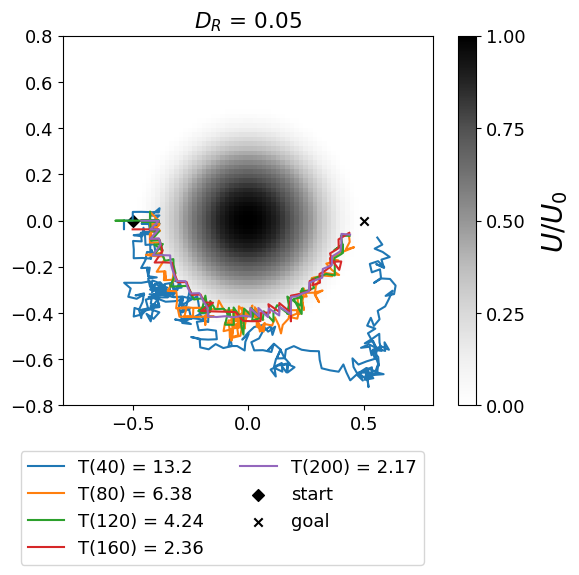 D_R = 0.05
0.8
0.6
0.4
0.2
0.0
−0.2
−0.4
−0.6
−0.8
−0.5
0.0
0.5
1.00
0.75
0.50
0.25
0.00
U/U_0
T(40) = 13.2
T(80) = 6.38
T(120) = 4.24
T(160) = 2.36
T(200) = 2.17
start
goal